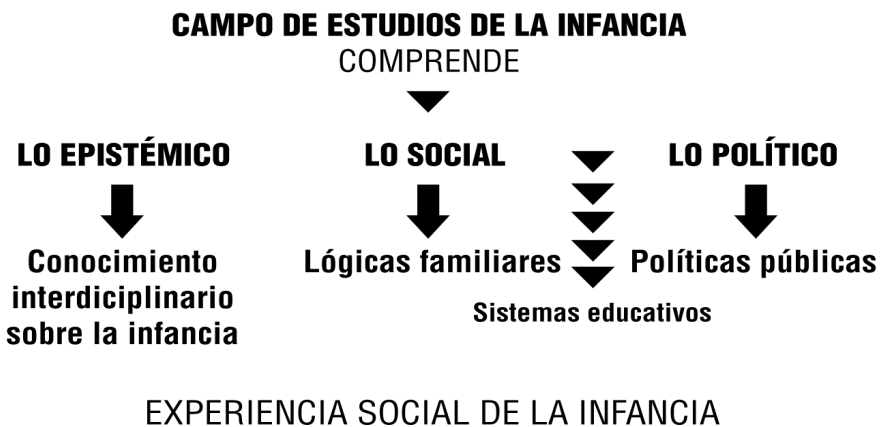 CAMPO DE ESTUDIOS DE LA INFANCIA
COMPRENDE
LO EPISTÉMICO
LO SOCIAL
LO POLÍTICO
Conocimiento
interdiciplinario
sobre la infancia
Lógicas familiares
Políticas públicas
Sistemas educativos
EXPERIENCIA SOCIAL DE LA INFANCIA